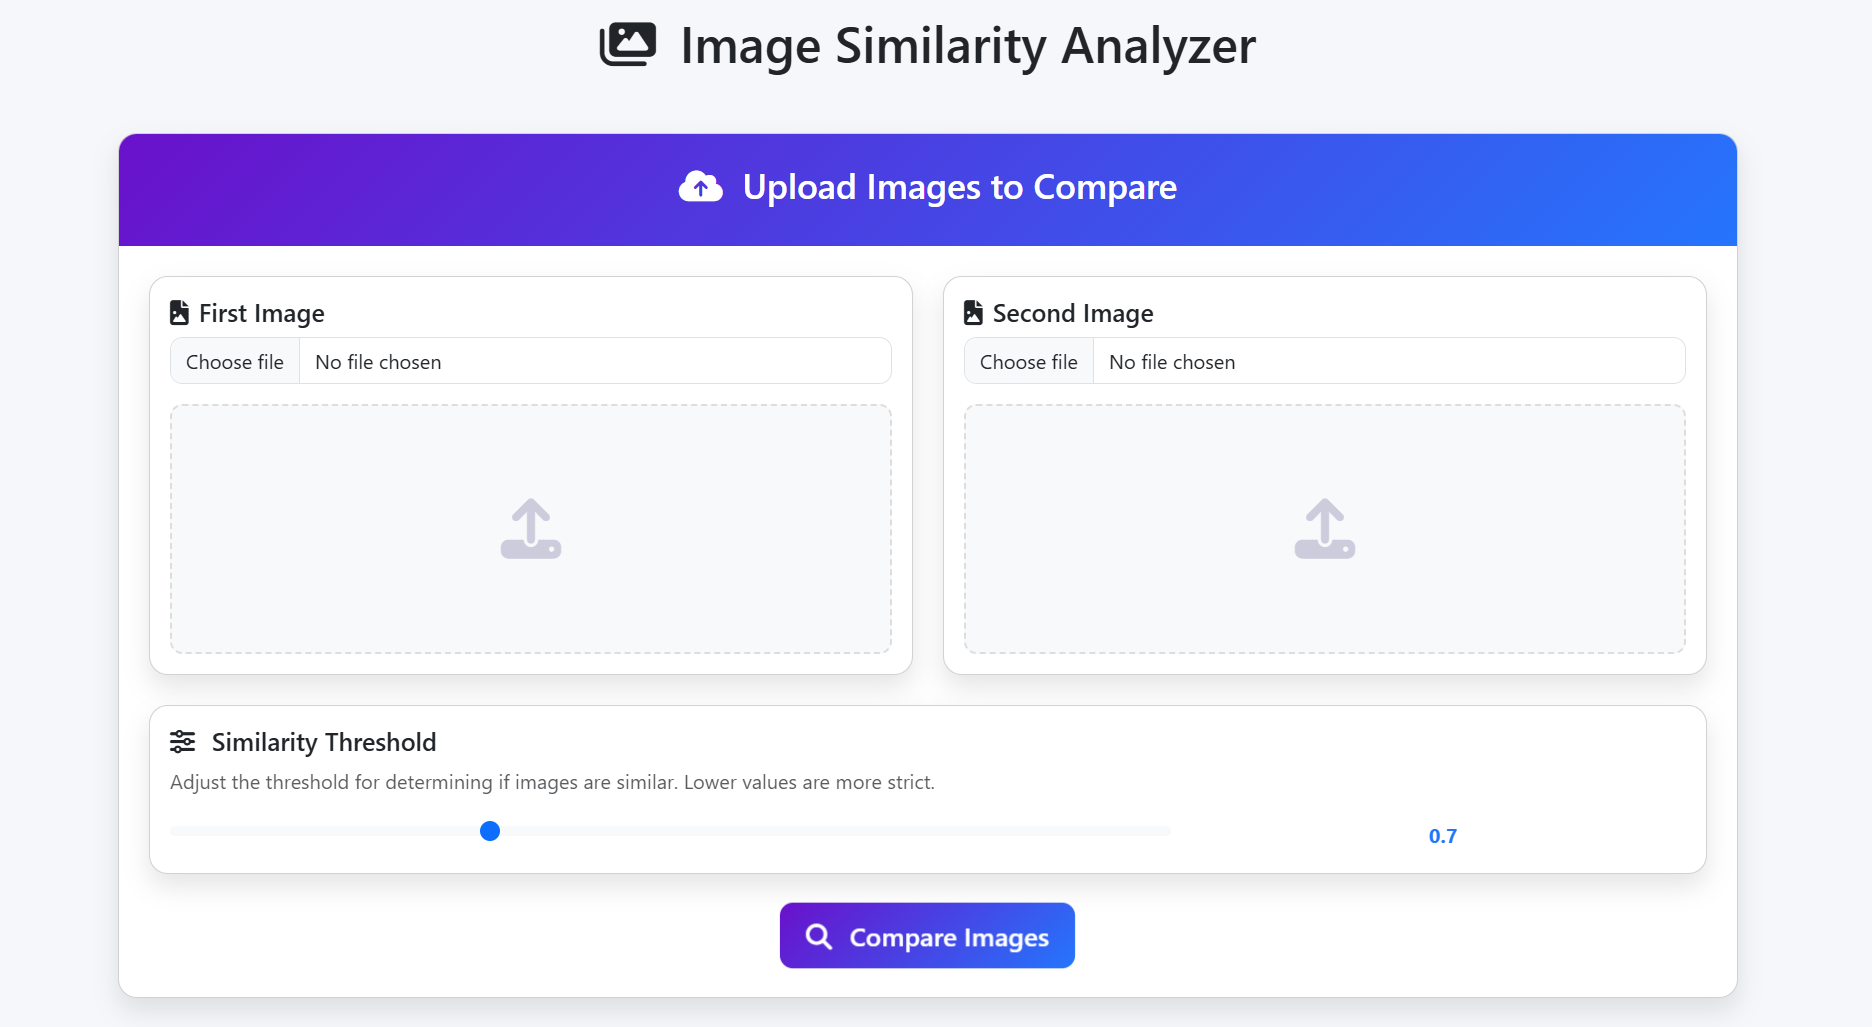 Image Similarity Analyzer
Upload Images to Compare
First Image
Choose file No file chosen
Second Image
Choose file No file chosen
Similarity Threshold
Adjust the threshold for determining if images are similar. Lower values are more strict.
0.7
Compare Images